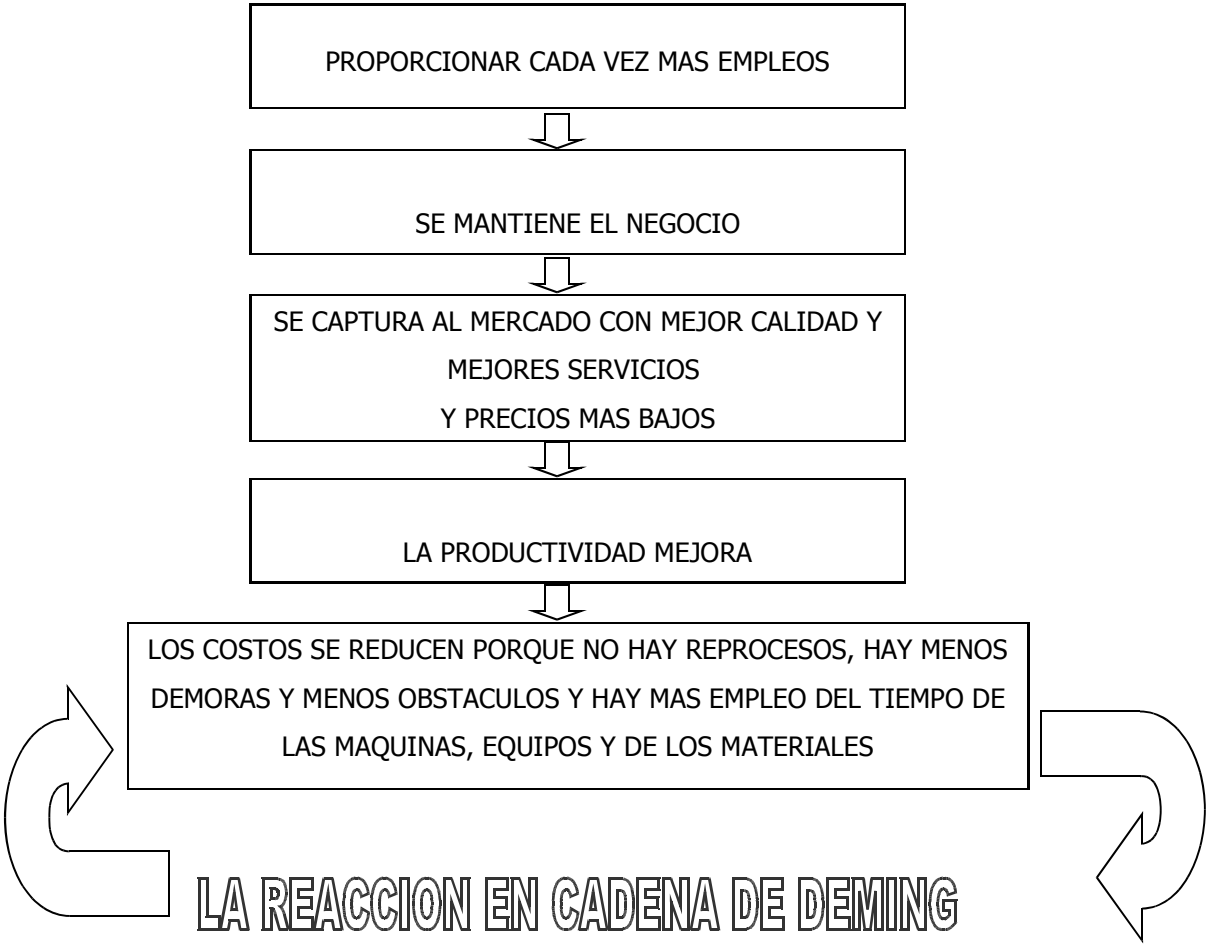 PROPORCIONAR CADA VEZ MAS EMPLEOS
SE MANTIENE EL NEGOCIO
SE CAPTURA AL MERCADO CON MEJOR CALIDAD Y
MEJORES SERVICIOS
Y PRECIOS MAS BAJOS
LA PRODUCTIVIDAD MEJORA
LOS COSTOS SE REDUCEN PORQUE NO HAY REPROCESOS, HAY MENOS
DEMORAS Y MENOS OBSTACULOS Y HAY MAS EMPLEO DEL TIEMPO DE
LAS MAQUINAS, EQUIPOS Y DE LOS MATERIALES
LA REACCION EN CADENA DE DEMING